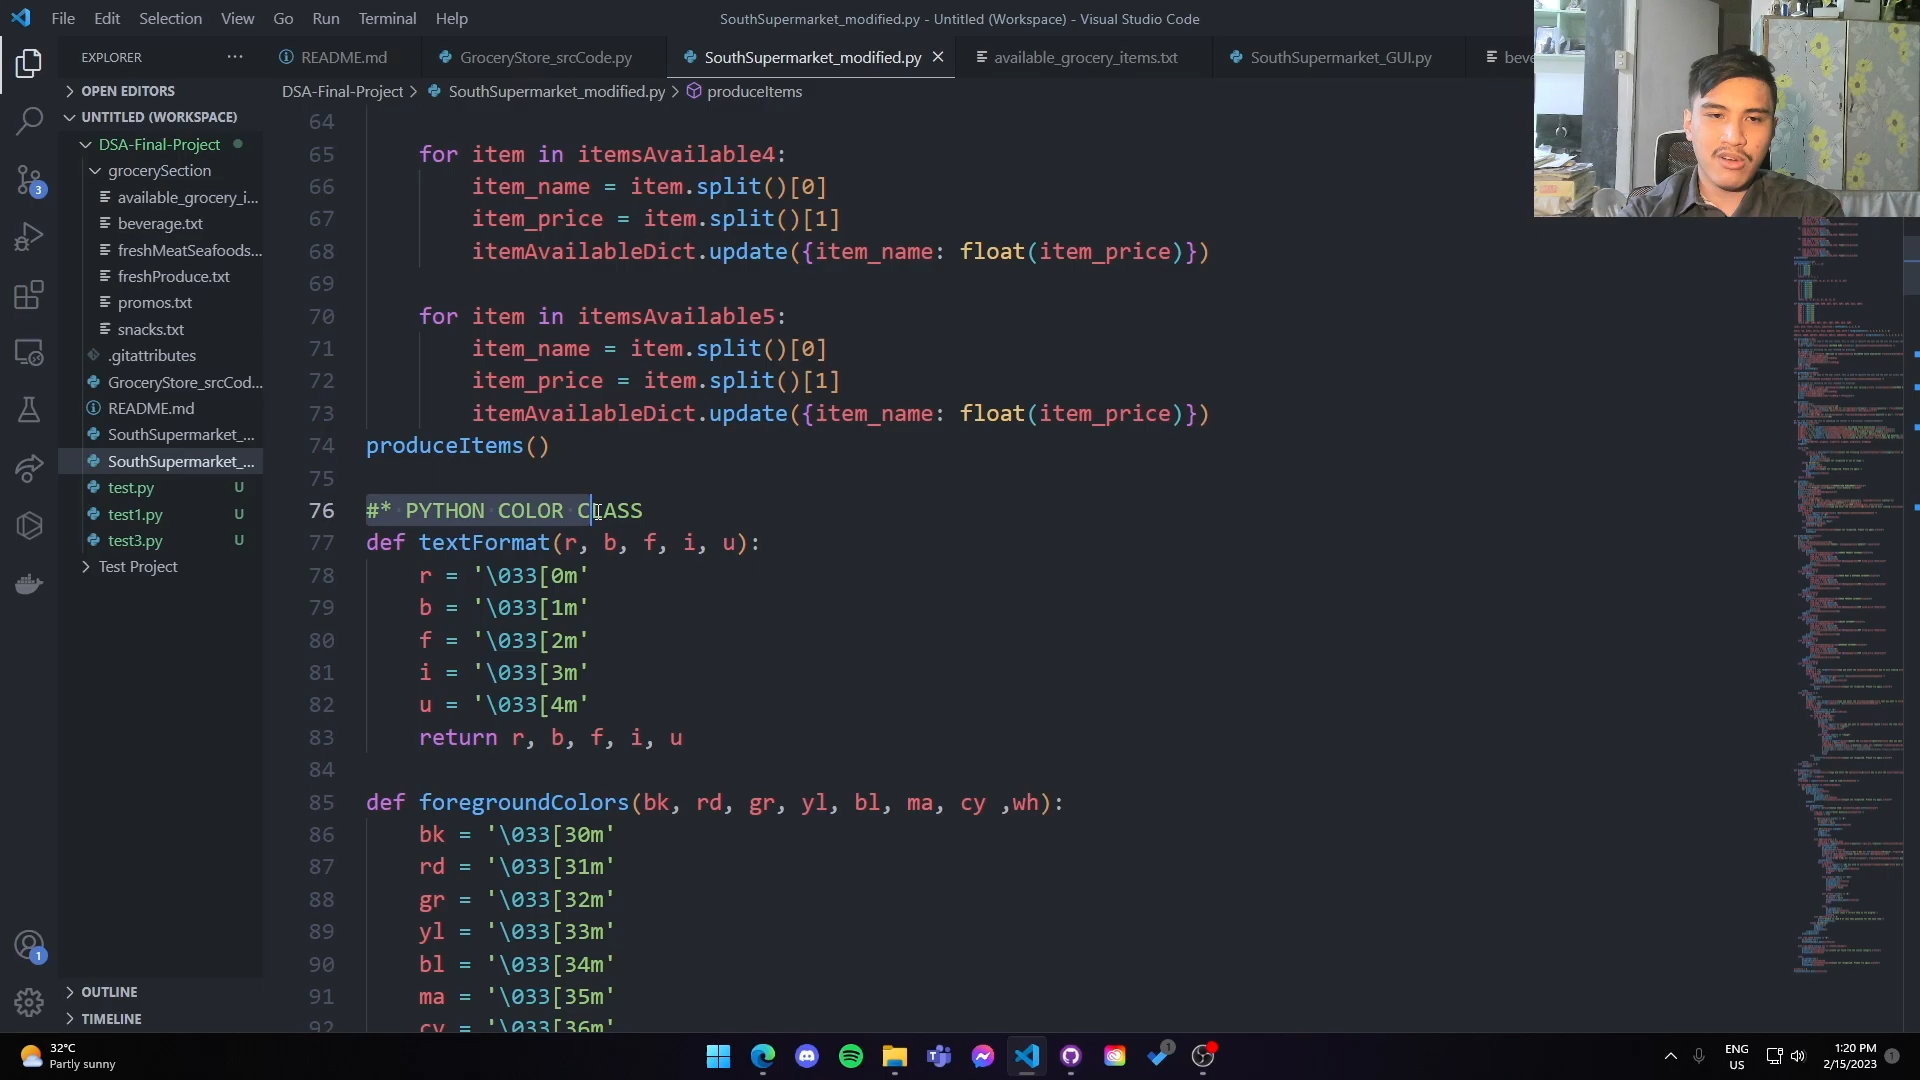 File Edit Selection View Go Run Terminal Help
SouthSupermarket_modified.py - Untitled (Workspace) - Visual Studio Code
EXPLORER ···
README.md
GroceryStore_srcCode.py
SouthSupermarket_modified.py
available_grocery_items.txt
SouthSupermarket_GUI.py
beve
OPEN EDITORS
UNTITLED (WORKSPACE)
DSA-Final-Project
grocerySection
available_grocery_i...
beverage.txt
freshMeatSeafoods...
freshProduce.txt
promos.txt
snacks.txt
.gitattributes
GroceryStore_srcCod...
README.md
SouthSupermarket_...
SouthSupermarket_...
test.py U
test1.py U
test3.py U
Test Project
OUTLINE
TIMELINE
3
1
DSA-Final-Project > SouthSupermarket_modified.py > produceItems
64
65 for item in itemsAvailable4:
66 item_name = item.split()[0]
67 item_price = item.split()[1]
68 itemAvailableDict.update({item_name: float(item_price)})
69
70 for item in itemsAvailable5:
71 item_name = item.split()[0]
72 item_price = item.split()[1]
73 itemAvailableDict.update({item_name: float(item_price)})
74 produceItems()
75
76 #* PYTHON COLOR CLASS
77 def textFormat(r, b, f, i, u):
78 r = '\033[0m'
79 b = '\033[1m'
80 f = '\033[2m'
81 i = '\033[3m'
82 u = '\033[4m'
83 return r, b, f, i, u
84
85 def foregroundColors(bk, rd, gr, yl, bl, ma, cy ,wh):
86 bk = '\033[30m'
87 rd = '\033[31m'
88 gr = '\033[32m'
89 yl = '\033[33m'
90 bl = '\033[34m'
91 ma = '\033[35m'
92 cy = '\033[36m'
32°C
Partly sunny
1
ENG
US
1:20 PM
2/15/2023
1